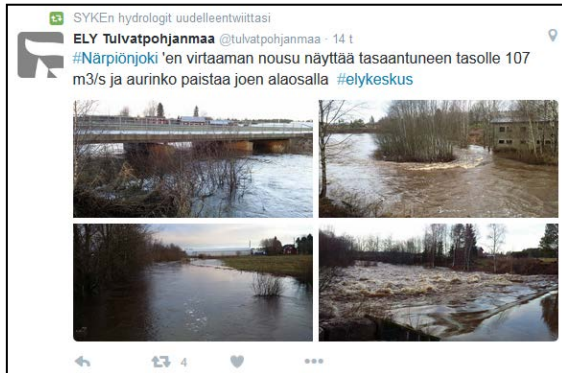 SYKEn hydrologit uudelleentwiittasi
ELY Tulvatpohjanmaa @tulvatpohjanmaa · 14 t
#Närpiönjoki 'en virtaaman nousu näyttää tasaantuneen tasolle 107
m3/s ja aurinko paistaa joen alaosalla #elykeskus
4